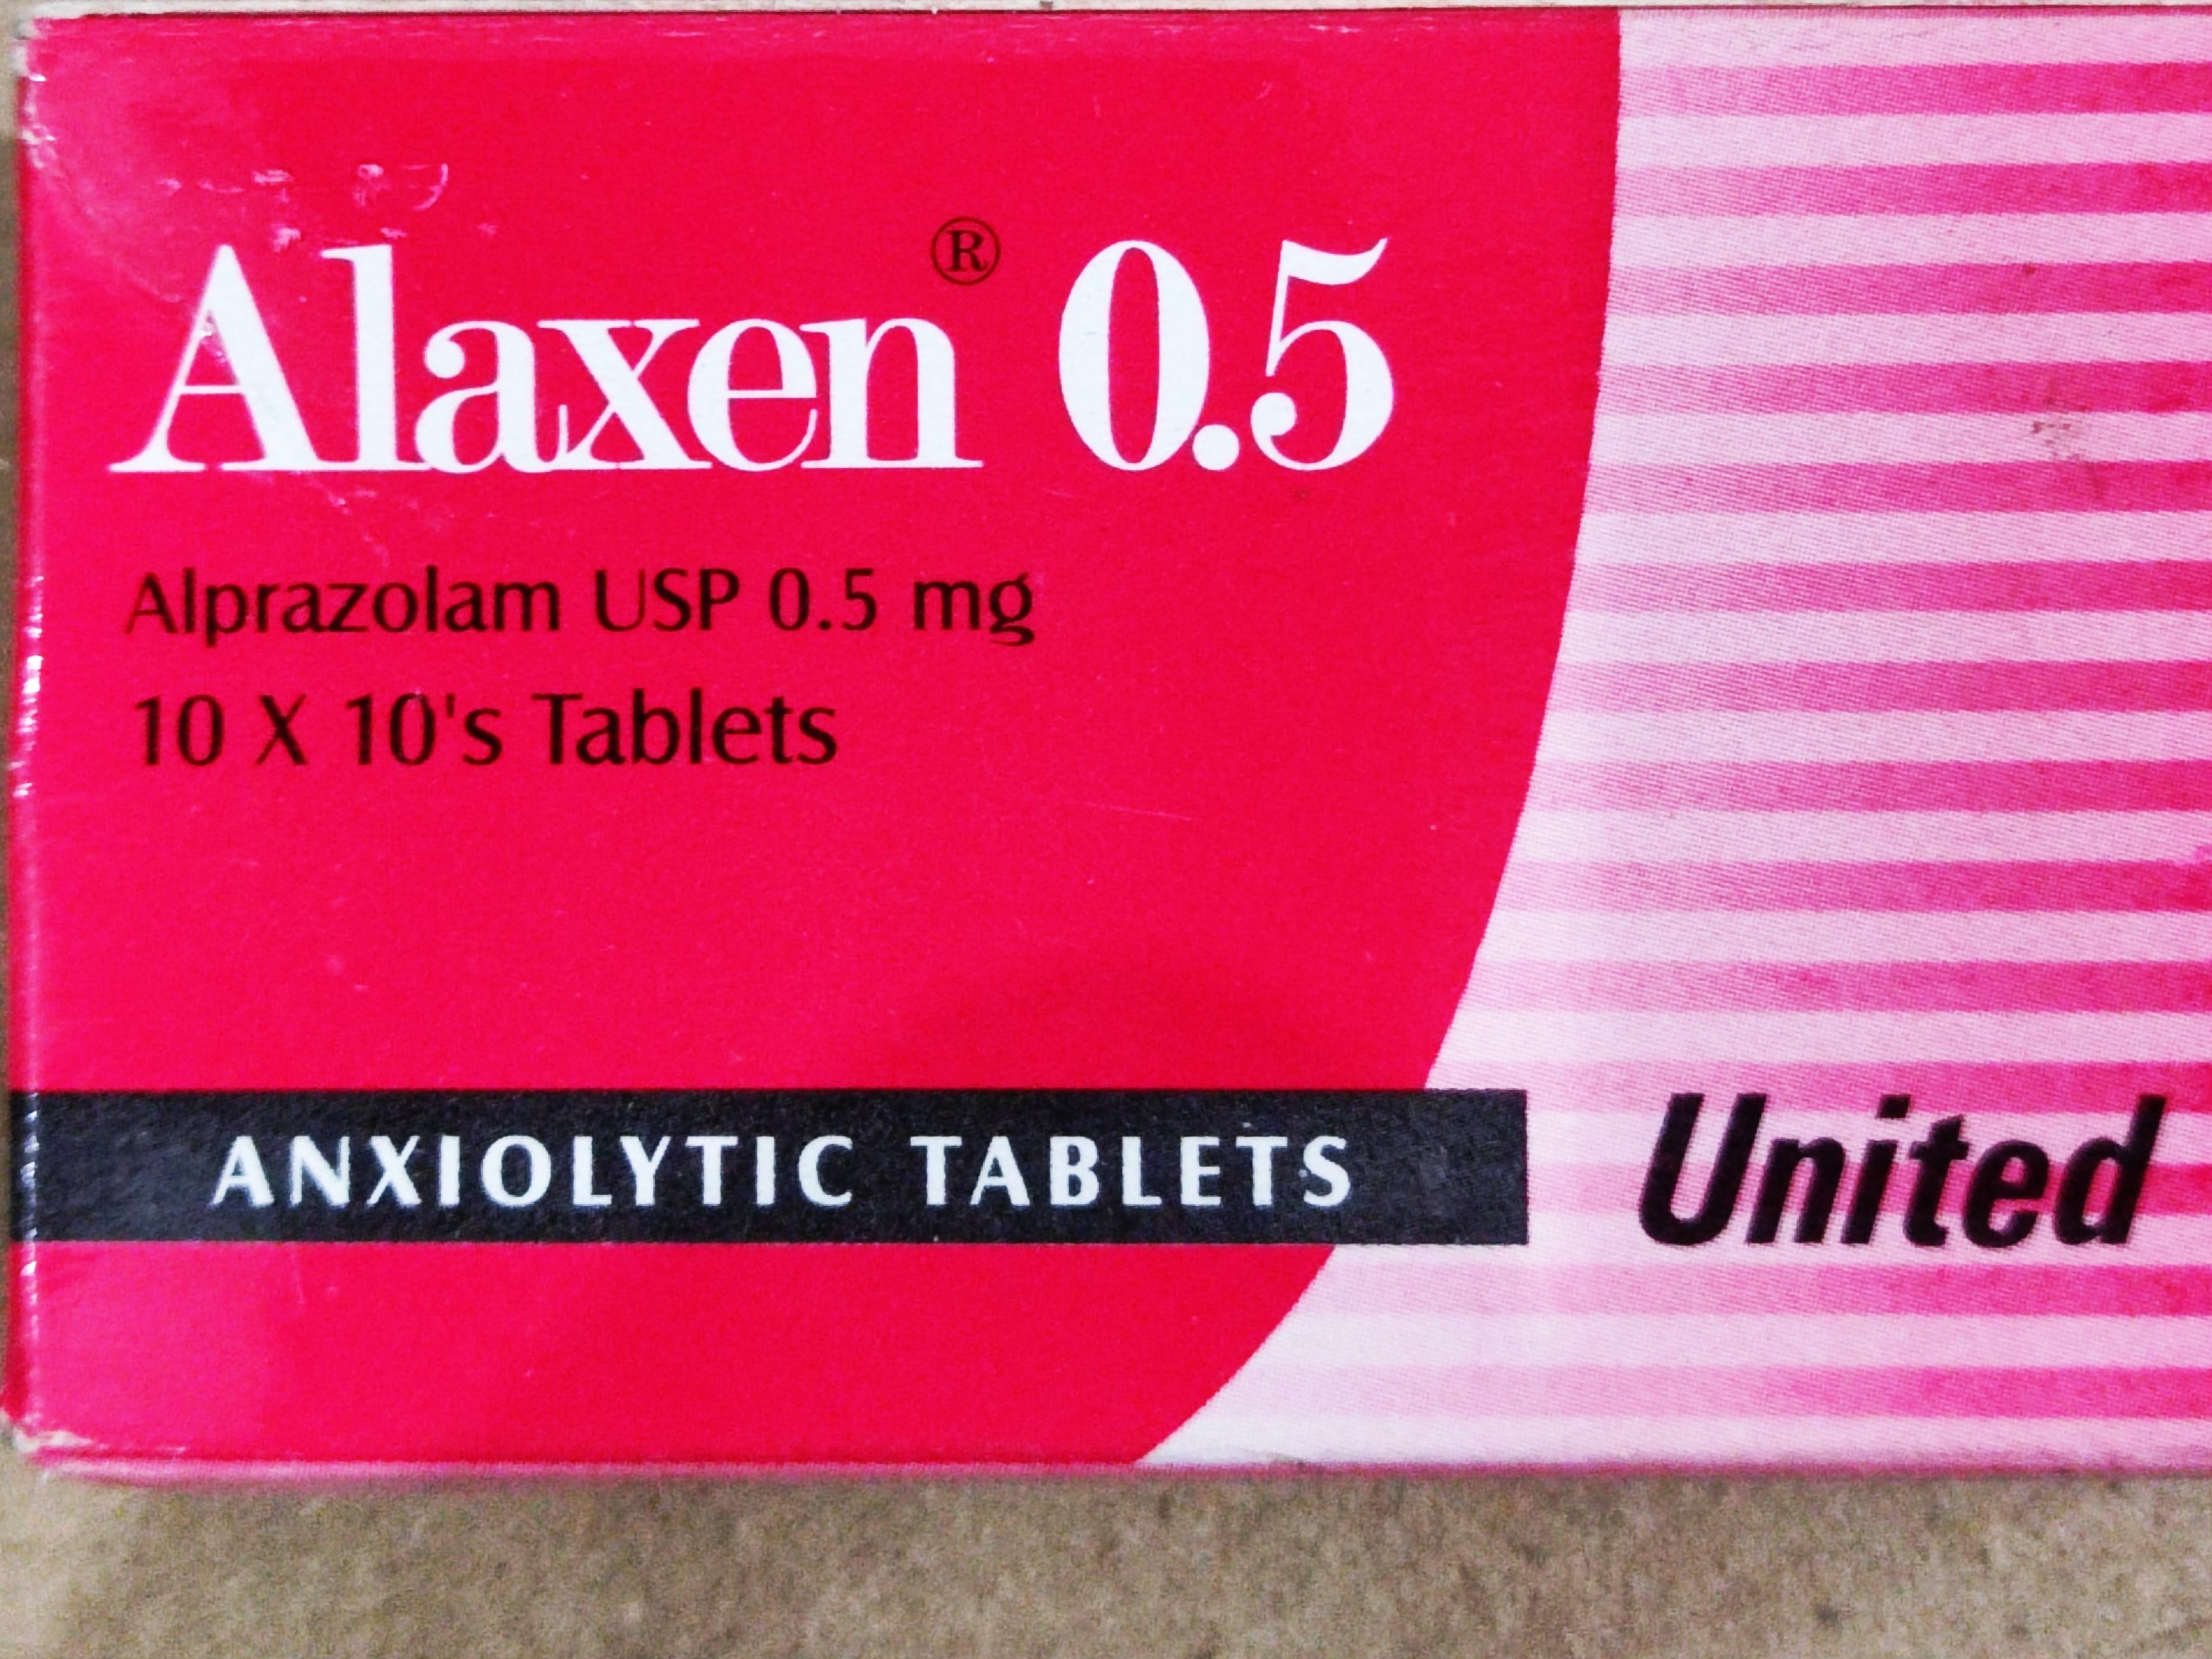 Alaxen® 0.5
Alprazolam USP 0.5 mg
10 X 10's Tablets
ANXIOLYTIC TABLETS
United